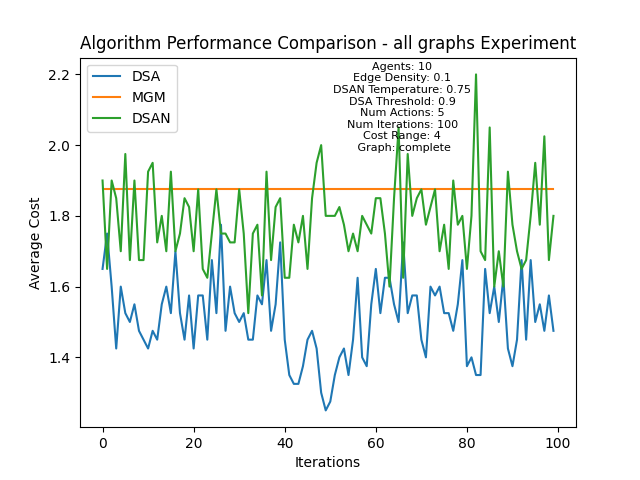 Algorithm Performance Comparison - all graphs Experiment
DSA
MGM
DSAN
Agents: 10
Edge Density: 0.1
DSAN Temperature: 0.75
DSA Threshold: 0.9
Num Actions: 5
Num Iterations: 100
Cost Range: 4
Graph: complete
Average Cost
2.2
2.0
1.8
1.6
1.4
0
20
40
60
80
100
Iterations